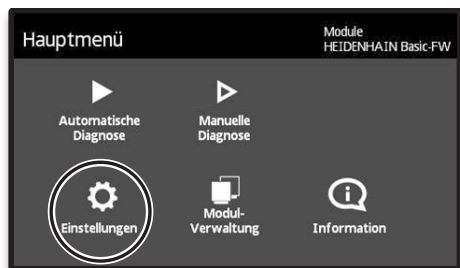 Hauptmenü
Module
HEIDENHAIN Basic-FW
Automatische
Diagnose
Manuelle
Diagnose
Einstellungen
Modul-
Verwaltung
Information